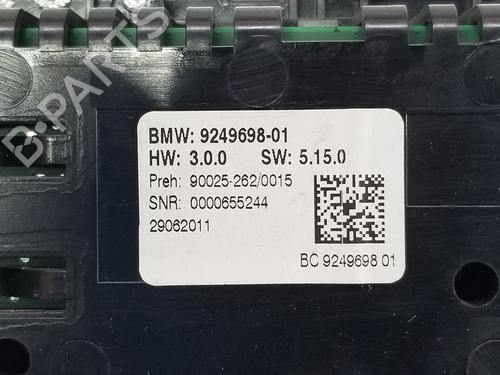 B-PARTS
BMW: 9249698-01
HW: 3.0.0 SW: 5.15.0
Preh: 90025-262/0015
SNR: 0000655244
29062011
BC 9249698 01